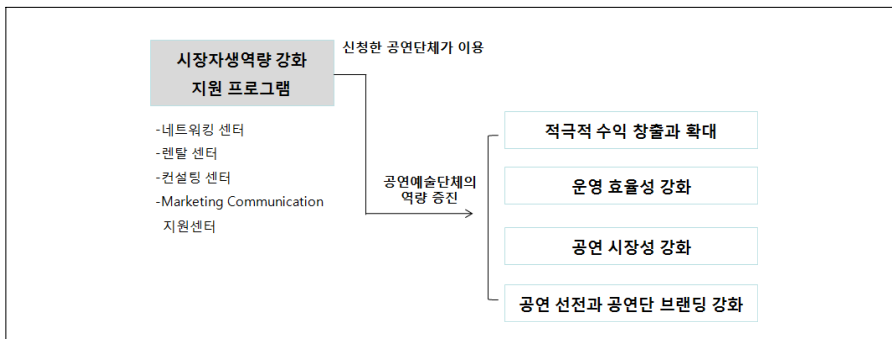 시장자생역량 강화
지원 프로그램
신청한 공연단체가 이용
-네트워킹 센터
-렌탈 센터
-컨설팅 센터
-Marketing Communication
지원센터
공연예술단체의
역량 증진
적극적 수익 창출과 확대
운영 효율성 강화
공연 시장성 강화
공연 선전과 공연단 브랜딩 강화